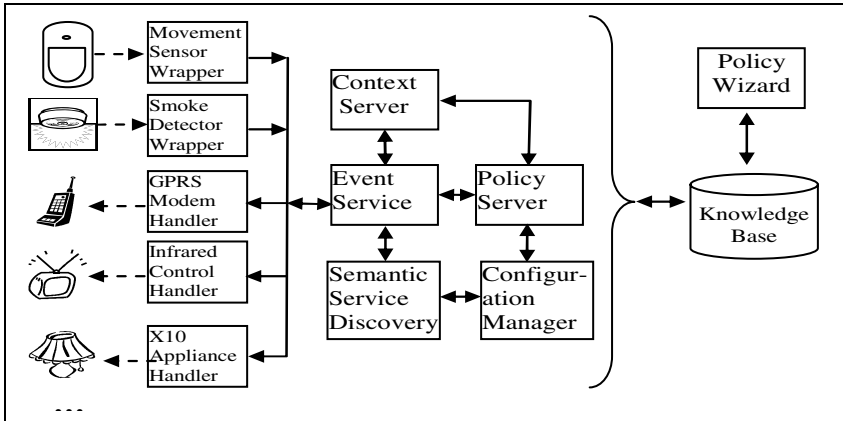 Movement
Sensor
Wrapper
Smoke
Detector
Wrapper
GPRS
Modem
Handler
Infrared
Control
Handler
X10
Appliance
Handler
...
Context
Server
Event
Service
Semantic
Service
Discovery
Policy
Server
Configur-
ation
Manager
Policy
Wizard
Knowledge
Base